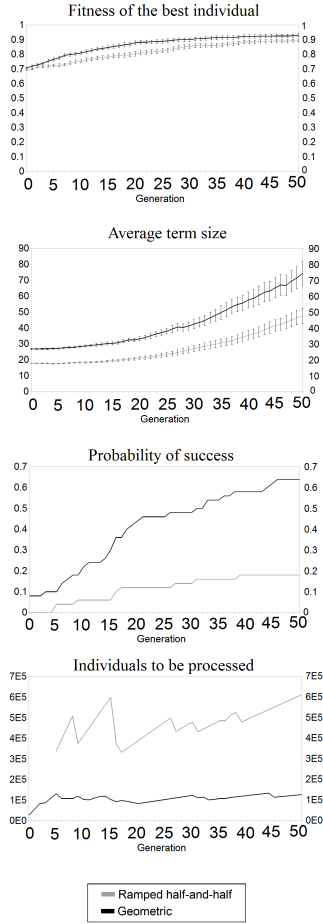 Fitness of the best individual
1 1
0.9 0.9
0.8 0.8
0.7 0.7
0.6 0.6
0.5 0.5
0.4 0.4
0.3 0.3
0.2 0.2
0.1 0.1
0 0
0 5 10 15 20 25 30 35 40 45 50
Generation
Average term size
90 90
80 80
70 70
60 60
50 50
40 40
30 30
20 20
10 10
0 0
0 5 10 15 20 25 30 35 40 45 50
Generation
Probability of success
0.7 0.7
0.6 0.6
0.5 0.5
0.4 0.4
0.3 0.3
0.2 0.2
0.1 0.1
0 0
0 5 10 15 20 25 30 35 40 45 50
Generation
Individuals to be processed
7E5 7E5
6E5 6E5
5E5 5E5
4E5 4E5
3E5 3E5
2E5 2E5
1E5 1E5
0E0 0E0
0 5 10 15 20 25 30 35 40 45 50
Generation
Ramped half-and-half
Geometric